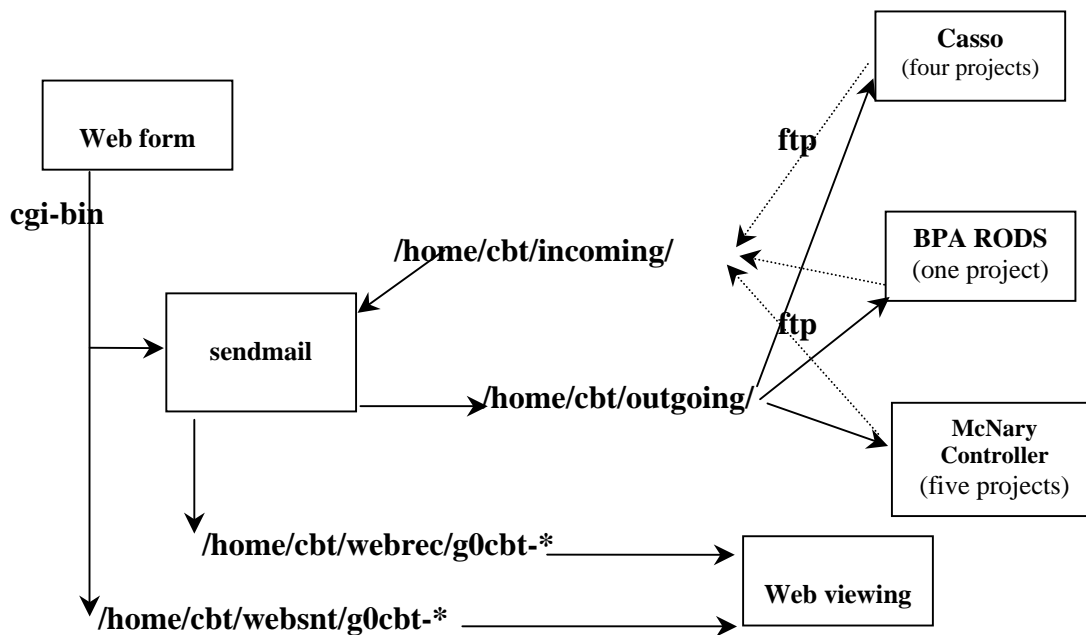 Casso
(four projects)
Web form
ftp
cgi-bin
/home/cbt/incoming/
BPA RODS
(one project)
ftp
sendmail
/home/cbt/outgoing/
McNary
Controller
(five projects)
/home/cbt/webrec/g0cbt-*
Web viewing
/home/cbt/websnt/g0cbt-*